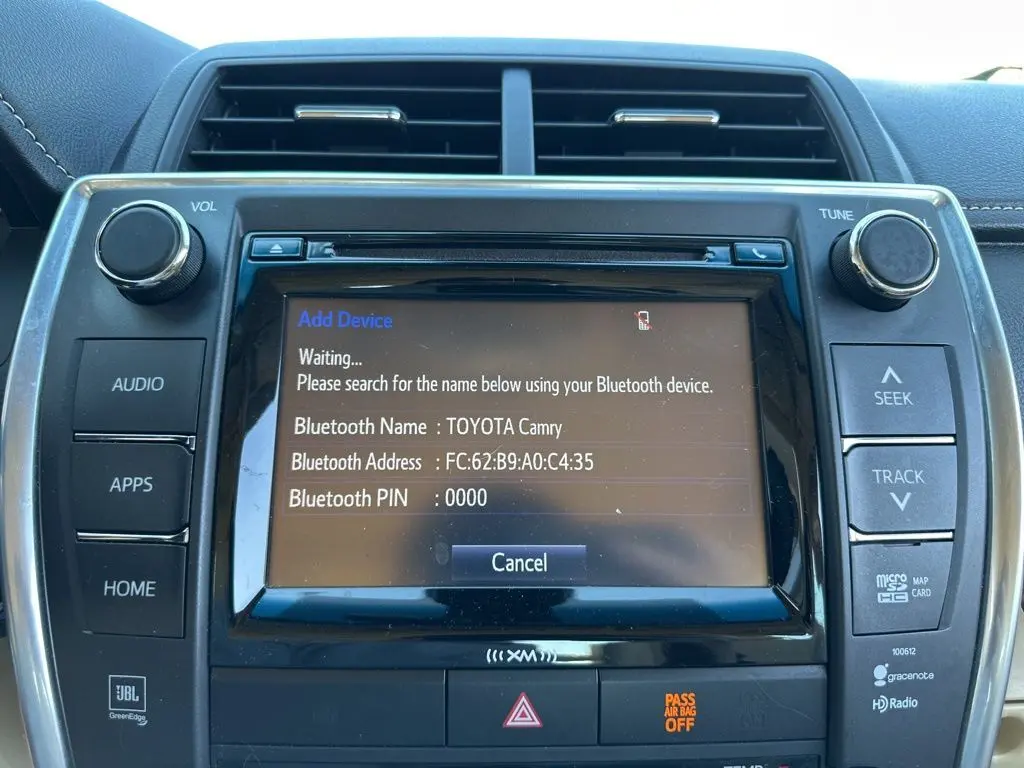 VOL
TUNE
Add Device
Waiting...
Please search for the name below using your Bluetooth device.
Bluetooth Name : TOYOTA Camry
Bluetooth Address : FC:62:B9:A0:C4:35
Bluetooth PIN : 0000
Cancel
AUDIO
APPS
HOME
SEEK
TRACK
micro SD HC
MAP
CARD
XM
100612
gracenote
HD Radio
JBL
GreenEdge
PASS
AIR BAG
OFF
TEMP